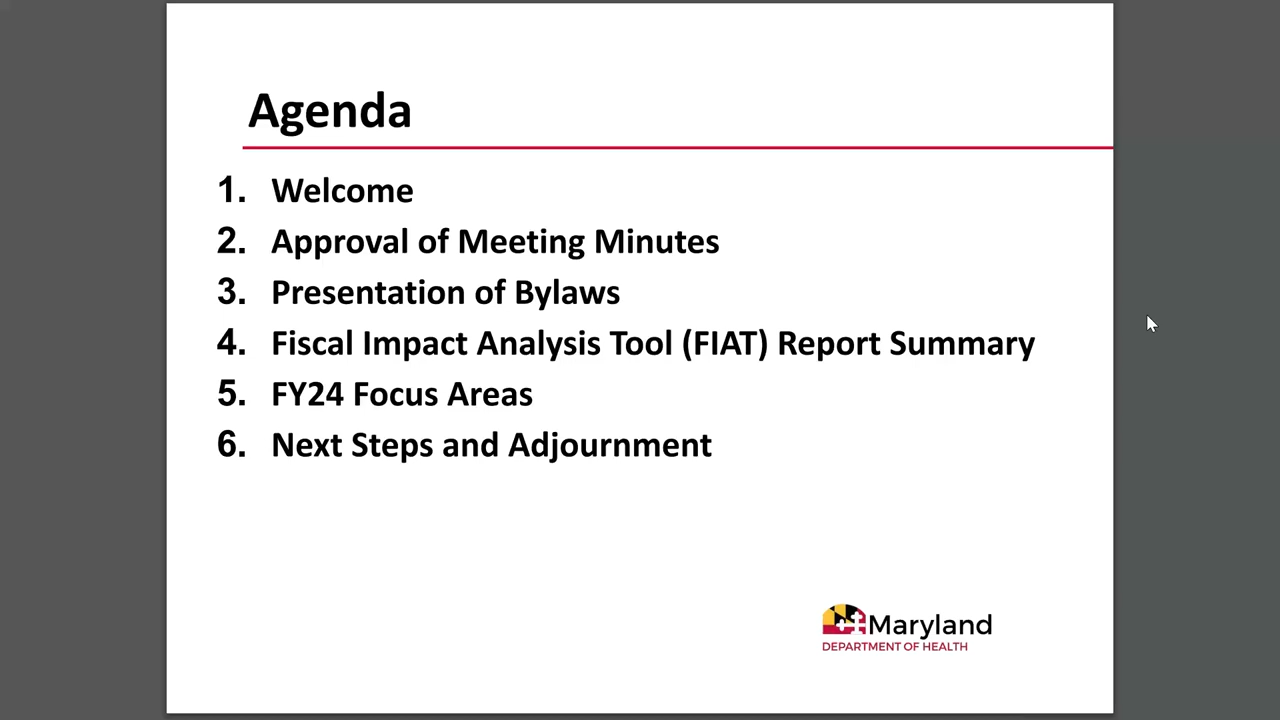 Agenda
1. Welcome
2. Approval of Meeting Minutes
3. Presentation of Bylaws
4. Fiscal Impact Analysis Tool (FIAT) Report Summary
5. FY24 Focus Areas
6. Next Steps and Adjournment
Maryland
DEPARTMENT OF HEALTH